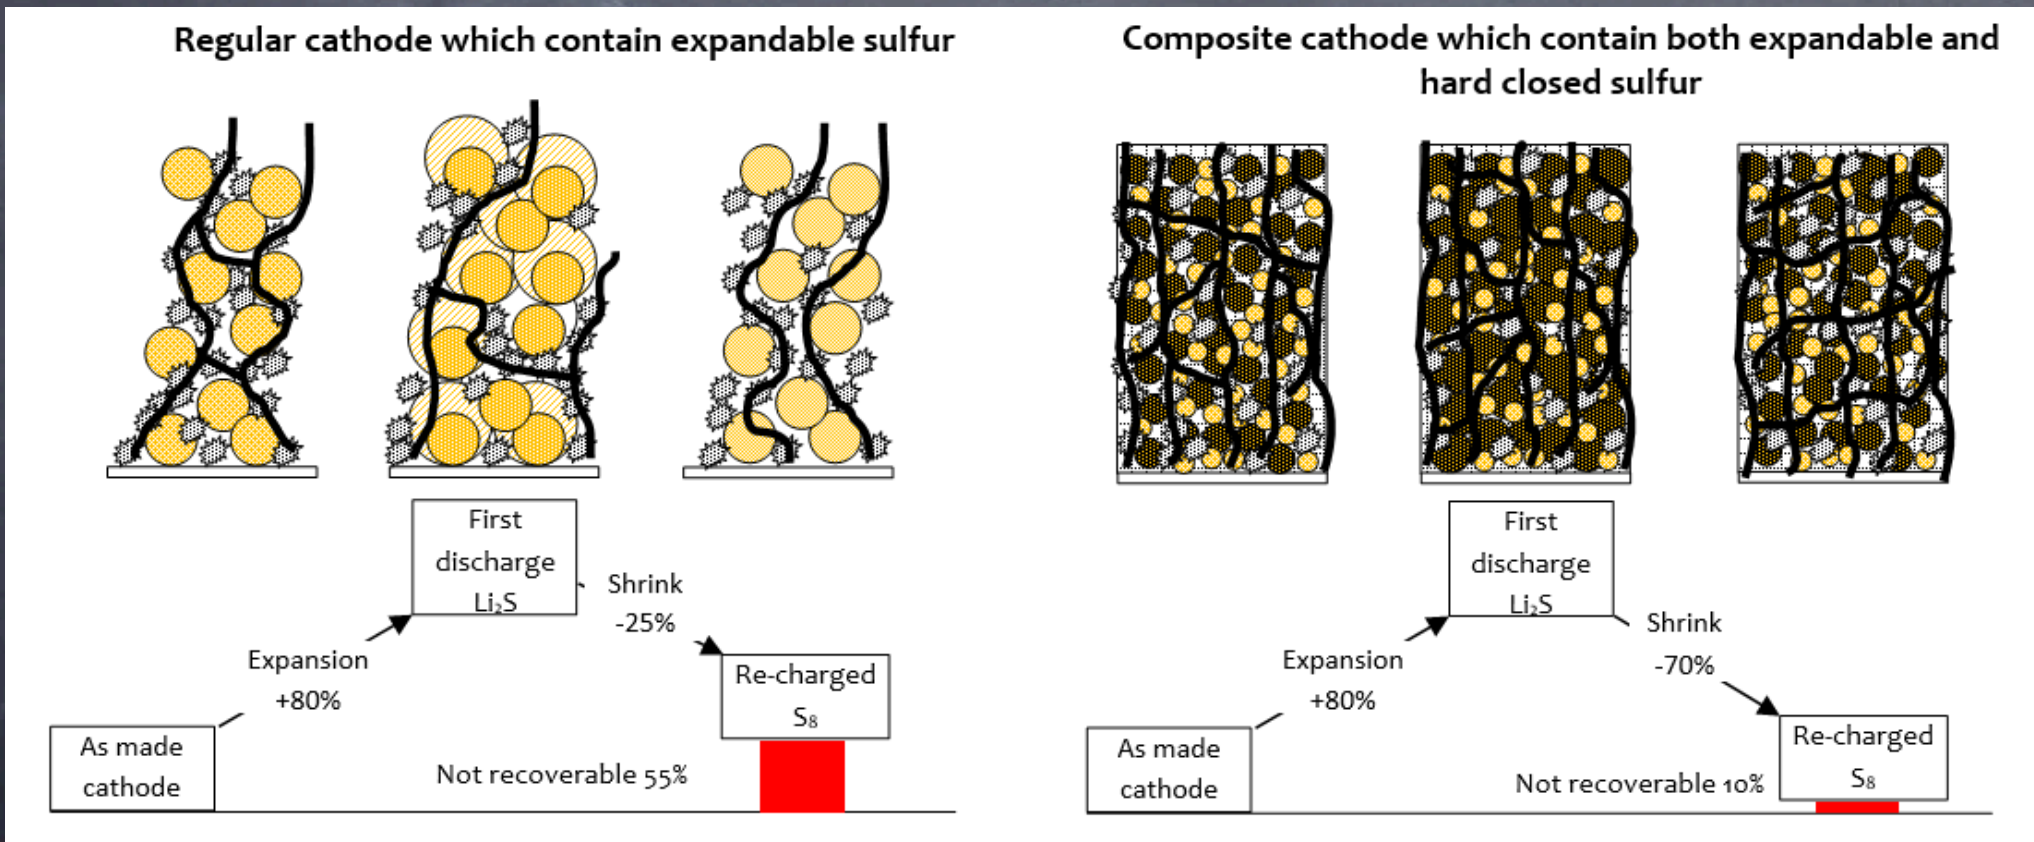 Regular cathode which contain expandable sulfur
First
discharge
Li₂S
Shrink
-25%
Expansion
+80%
Re-charged
S₈
As made
cathode
Not recoverable 55%
Composite cathode which contain both expandable and
hard closed sulfur
First
discharge
Li₂S
Shrink
-70%
Expansion
+80%
Re-charged
S₈
As made
cathode
Not recoverable 10%